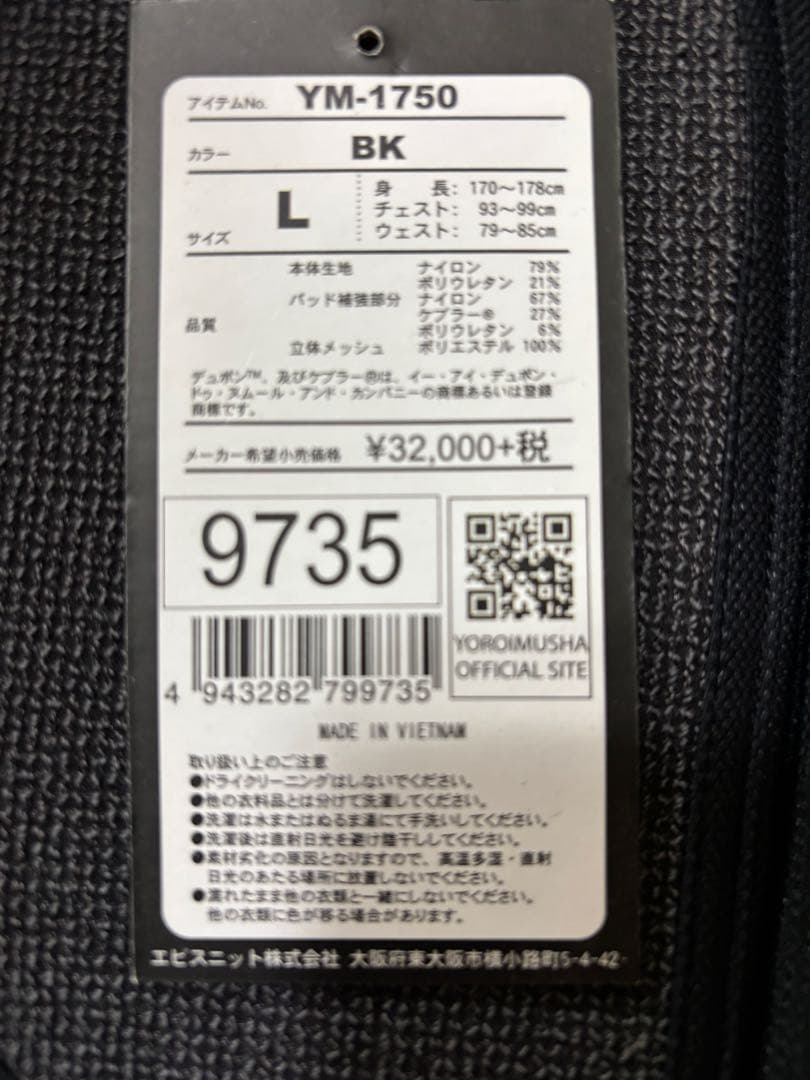 アイテムNo. YM-1750
カラー BK
サイズ L
身 長: 170〜178cm
チェスト: 93〜99cm
ウェスト: 79〜85cm
品質
本体生地 ナイロン 79%
ポリウレタン 21%
パッド補強部分 ナイロン 67%
ケブラー® 27%
ポリウレタン 6%
立体メッシュ ポリエステル 100%
デュポン™、及びケブラー®は、イー・アイ・デュポン・
ドゥ・ヌムール・アンド・カンパニーの商標あるいは登録
商標です。
メーカー希望小売価格 ¥32,000+税
9735
4 943282 799735
YOROIMUSHA
OFFICIAL SITE
MADE IN VIETNAM
取り扱い上のご注意
●ドライクリーニングはしないでください。
●他の衣料品とは分けて洗濯してください。
●洗濯は水またはぬるま湯にて手洗いしてください。
●洗濯後は直射日光を避け陰干ししてください。
●素材劣化の原因となりますので、高温多湿・直射
日光のあたる場所に放置しないでください。
●濡れたまま他の衣類と一緒にしないでください。
他の衣類に色が移る場合があります。
エビスニット株式会社 大阪府東大阪市横小路町5-4-42